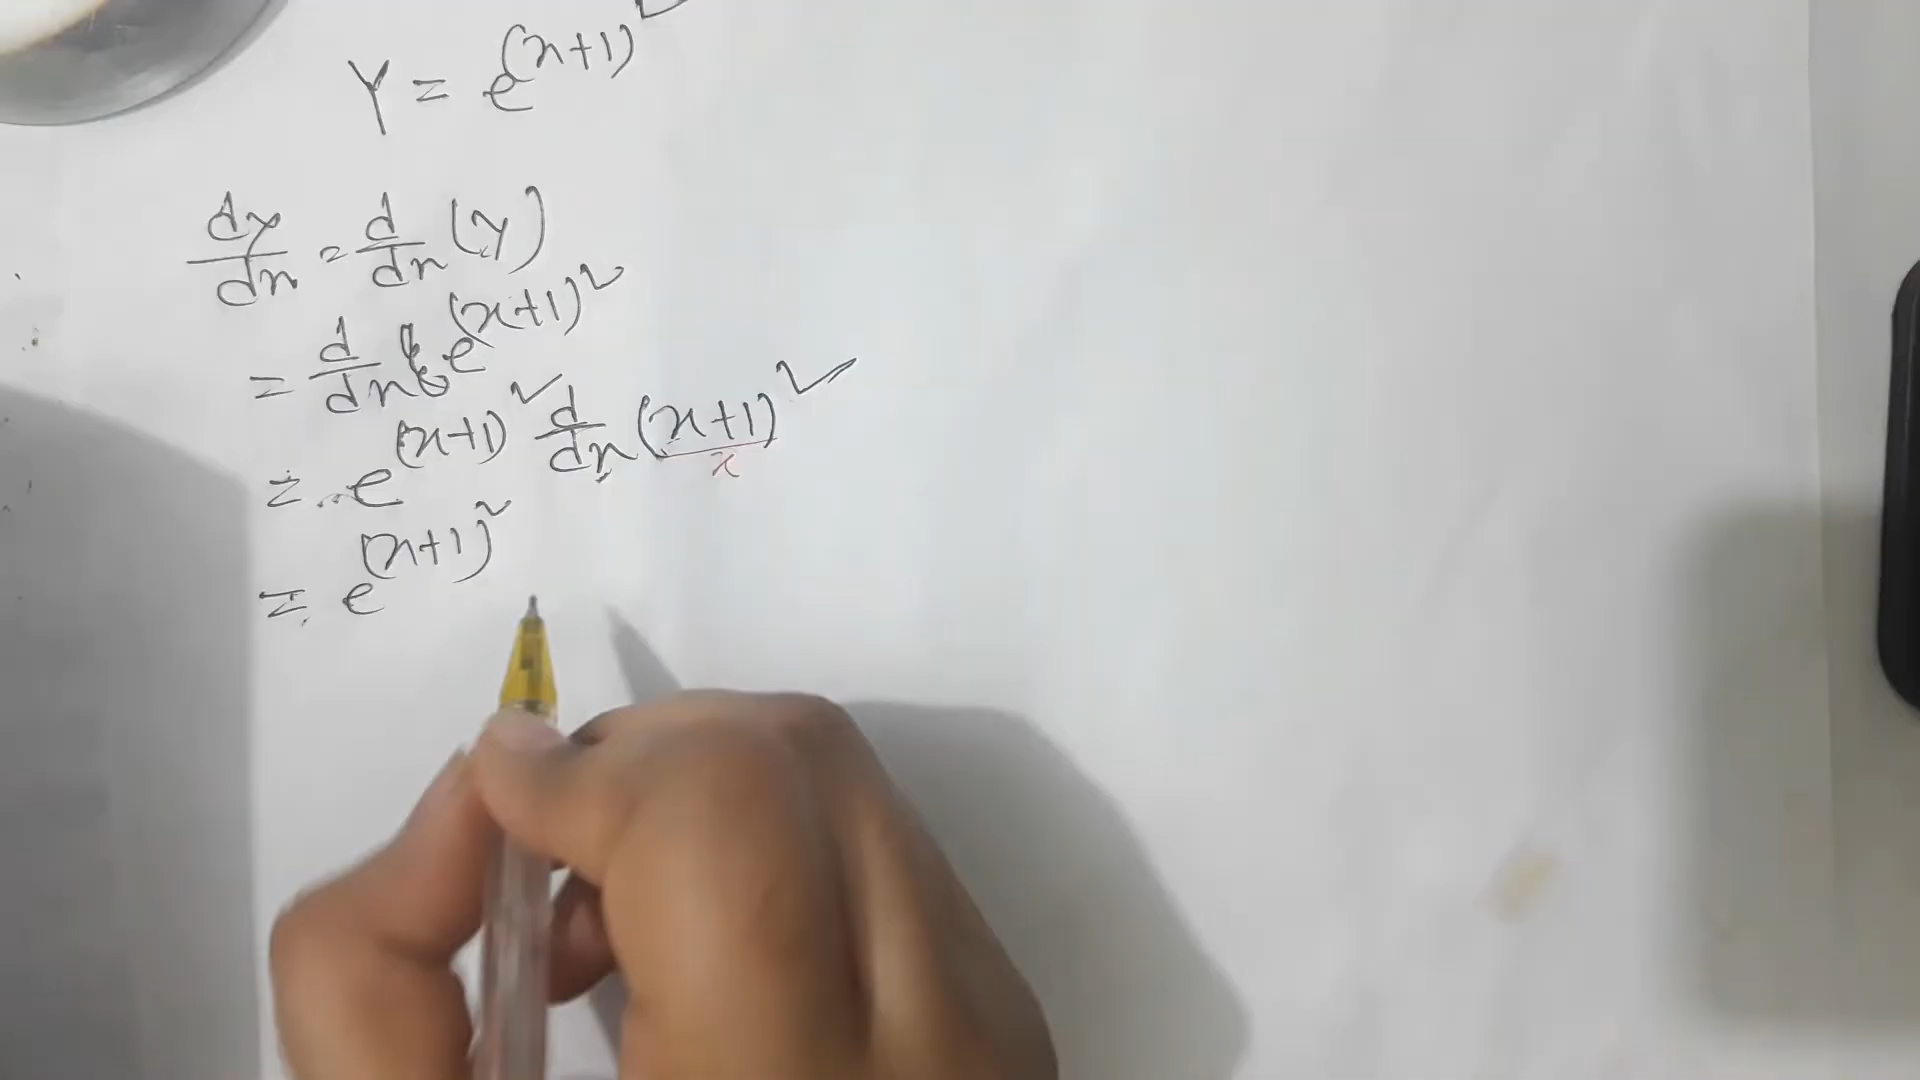 Y = e^(x+1)^2
dy/dx = d/dx (y)
= d/dx e^(x+1)^2
= e^(x+1)^2 d/dx (x+1)^2
x
= e^(x+1)^2